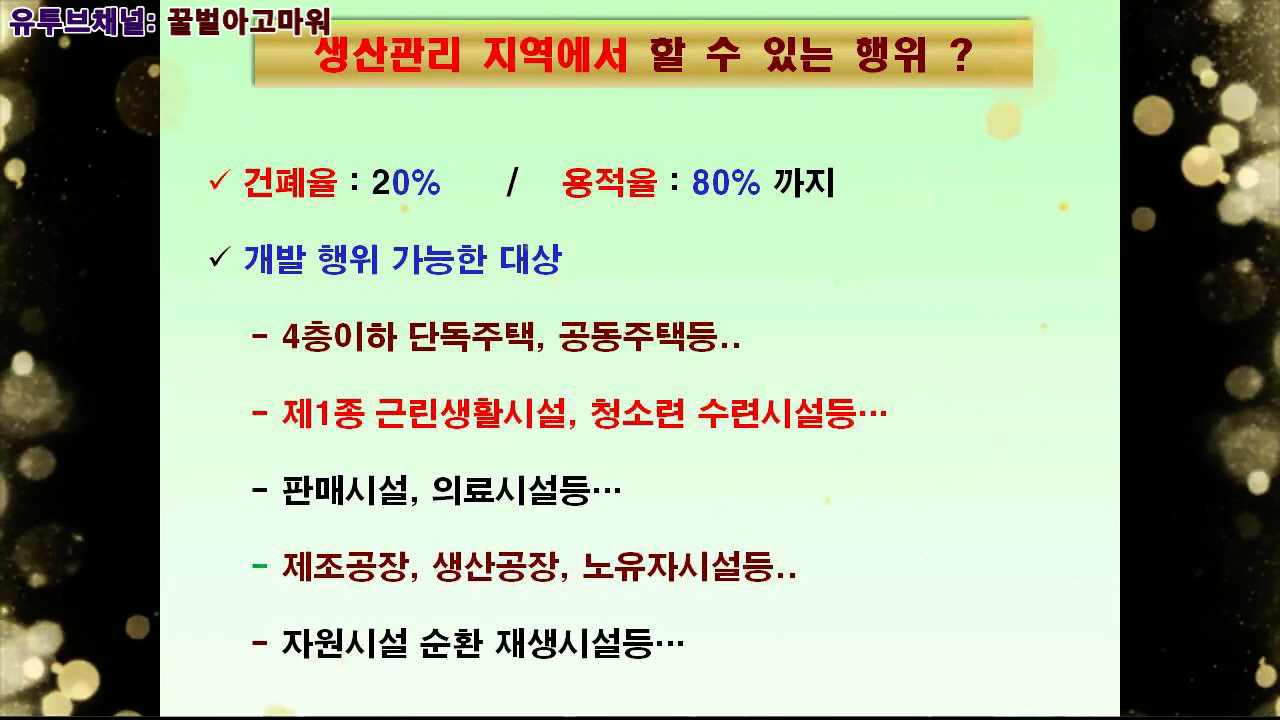 유투브채널: 꿀벌아고마워
생산관리 지역에서 할 수 있는 행위 ?
✓ 건폐율 : 20% / 용적율 : 80% 까지
✓ 개발 행위 가능한 대상
- 4층이하 단독주택, 공동주택등..
- 제1종 근린생활시설, 청소련 수련시설등…
- 판매시설, 의료시설등…
- 제조공장, 생산공장, 노유자시설등..
- 자원시설 순환 재생시설등…